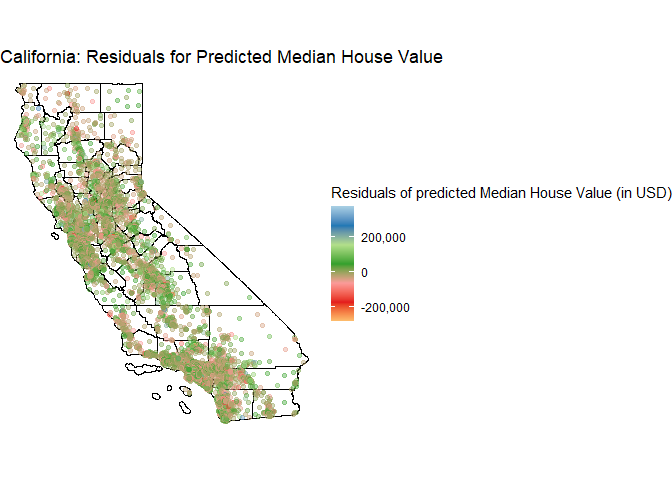 California: Residuals for Predicted Median House Value
Residuals of predicted Median House Value (in USD)
200,000
0
-200,000